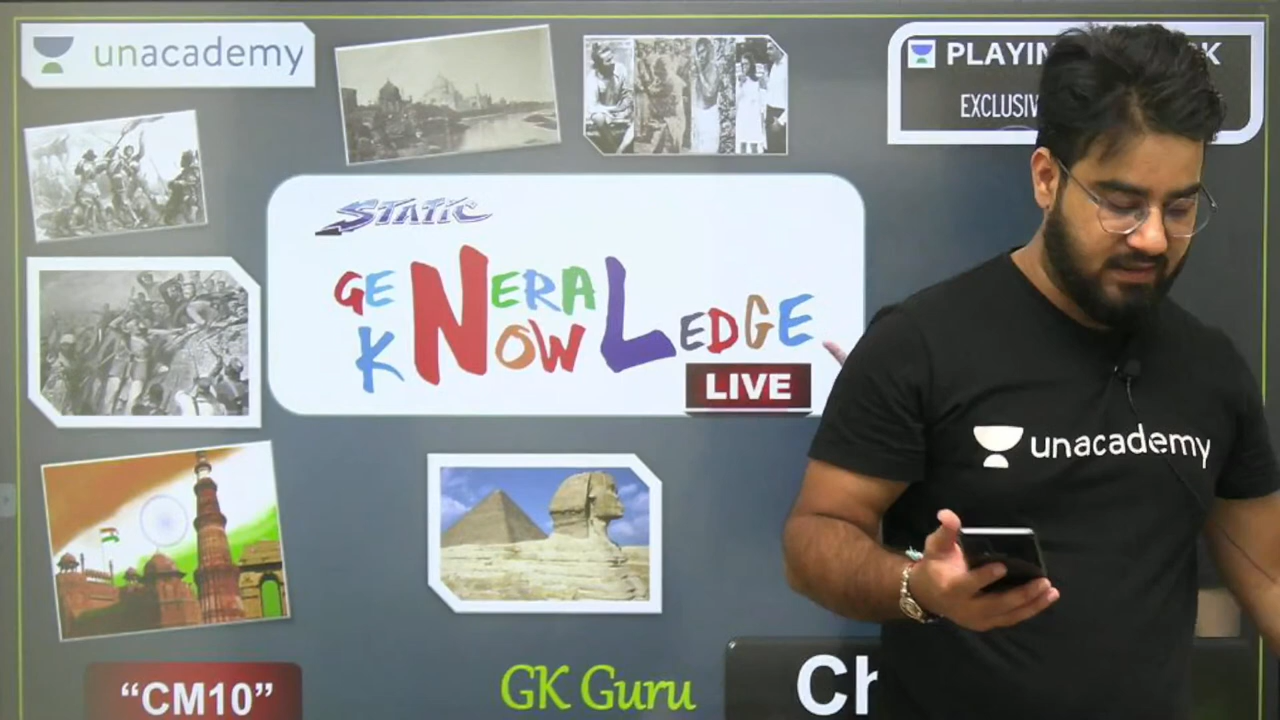 unacademy
PLAYIN K
EXCLUSIV
STATIC
GENERAL
KNOWLEDGE
LIVE
unacademy
"CM10"
GK Guru
Ch